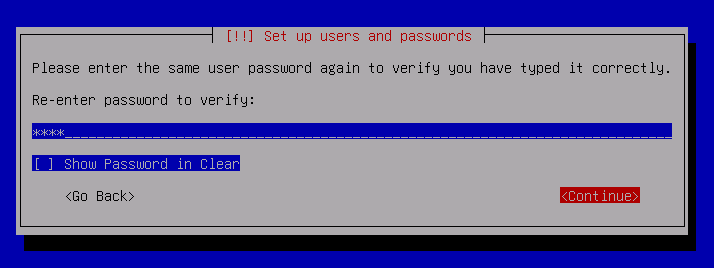 [!!] Set up users and passwords
Please enter the same user password again to verify you have typed it correctly.
Re-enter password to verify:
****________________________________________________________________________
[ ] Show Password in Clear
<Go Back> <Continue>